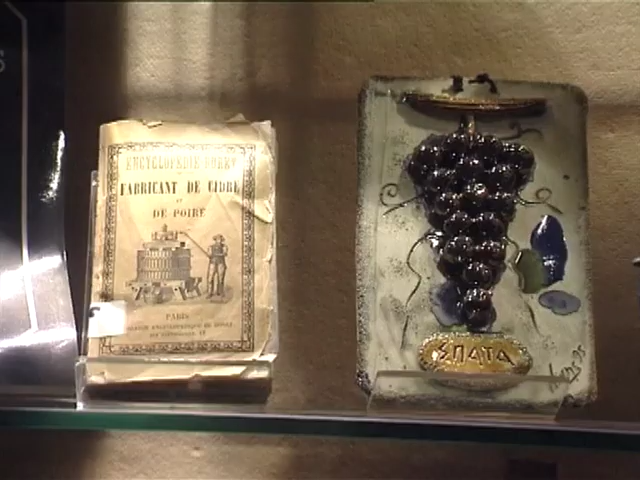 ENCYCLOPÉDIE RORET
FABRICANT DE CIDRE
ET
DE POIRÉ
PARIS
ΣΠΑΤΑ